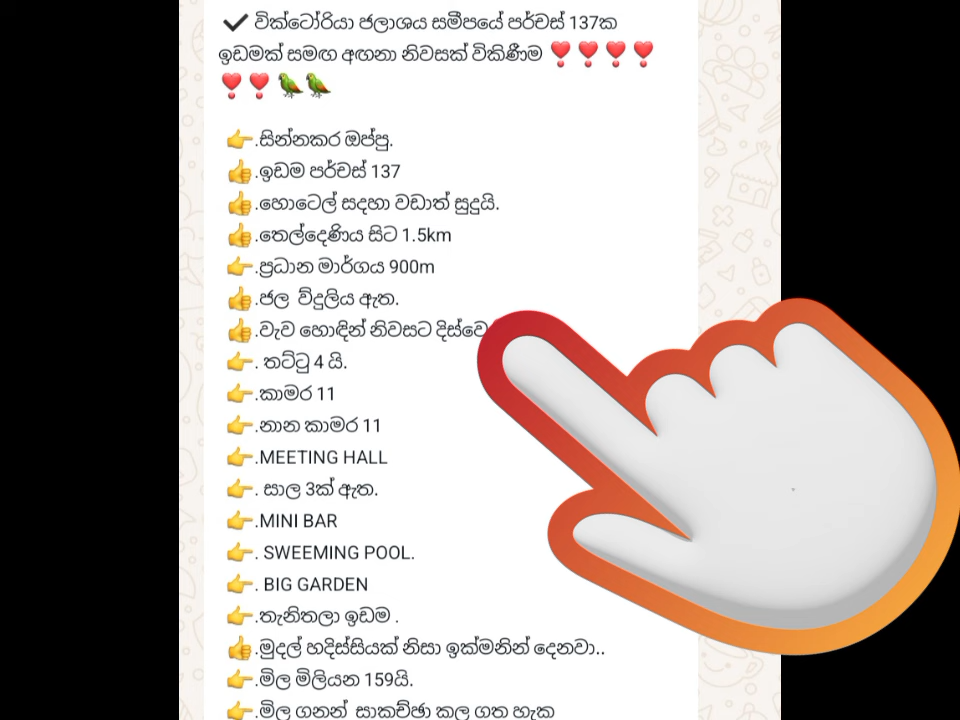 ✔ වික්ටෝරියා ජලාශය සමීපයේ පර්චස් 137ක
ඉඩමක් සමඟ අඟනා නිවසක් විකිණීම ❣❣❣❣
❣❣🦜🦜
👉.සින්නකර ඔප්පු.
👍.ඉඩම පර්චස් 137
👍.හොටෙල් සදහා වඩාත් සුදුයි.
👍.තෙල්දෙණිය සිට 1.5km
👉.ප්‍රධාන මාර්ගය 900m
👍.ජල විදුලිය ඇත.
👍.වැව හොඳින් නිවසට
👉. තට්ටු 4 යි.
👉.කාමර 11
👉.නාන කාමර 11
👉.MEETING HALL
👉. සාල 3ක් ඇත.
👉.MINI BAR
👉. SWEEMING POOL.
👉. BIG GARDEN
👉.තැනිතලා ඉඩම .
👍.මුදල් හදිස්සියක් නිසා ඉක්මනින් දෙනවා..
👉.මිල මිලියන 159යි.
👉.මිල ගනන් සාකච්ඡා කල ගත හැක